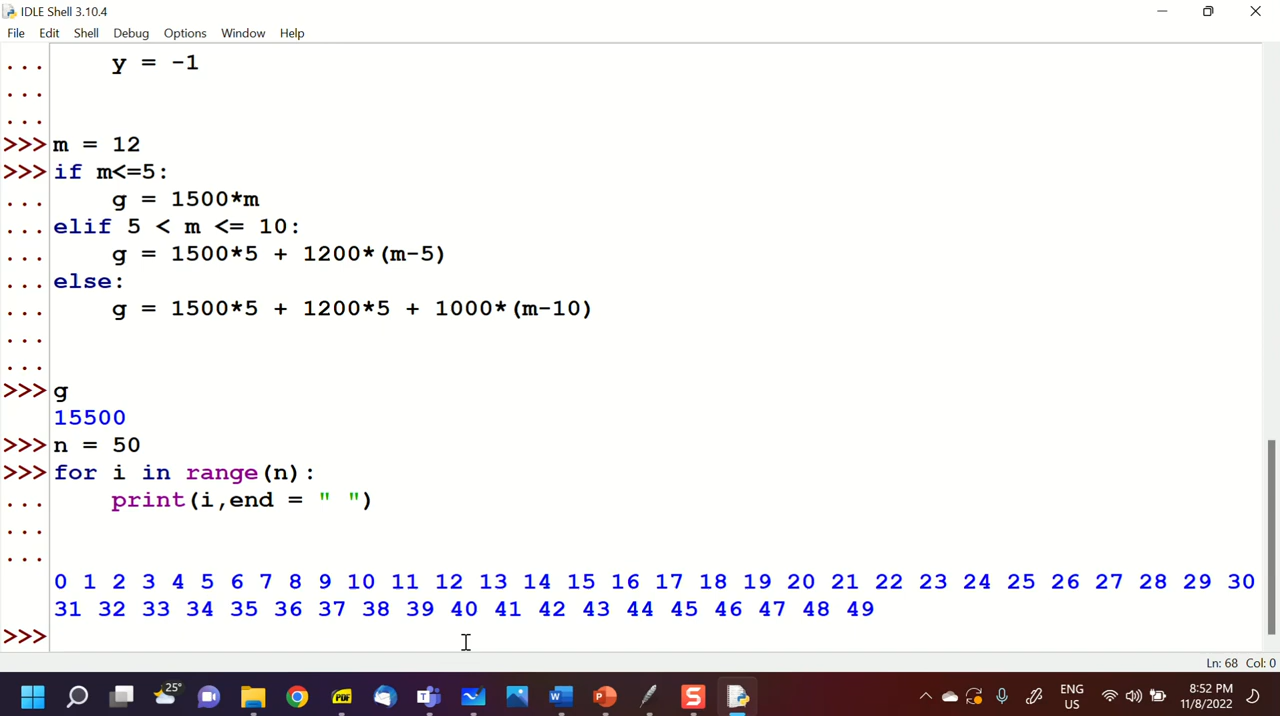 IDLE Shell 3.10.4
File Edit Shell Debug Options Window Help
... y = -1
...
...
>>> m = 12
>>> if m<=5:
... g = 1500*m
... elif 5 < m <= 10:
... g = 1500*5 + 1200*(m-5)
... else:
... g = 1500*5 + 1200*5 + 1000*(m-10)
...
...
>>> g
15500
>>> n = 50
>>> for i in range(n):
... print(i,end = " ")
...
...
0 1 2 3 4 5 6 7 8 9 10 11 12 13 14 15 16 17 18 19 20 21 22 23 24 25 26 27 28 29 30
31 32 33 34 35 36 37 38 39 40 41 42 43 44 45 46 47 48 49
>>>
Ln: 68 Col: 0
25°
PDF
ENG
US
8:52 PM
11/8/2022